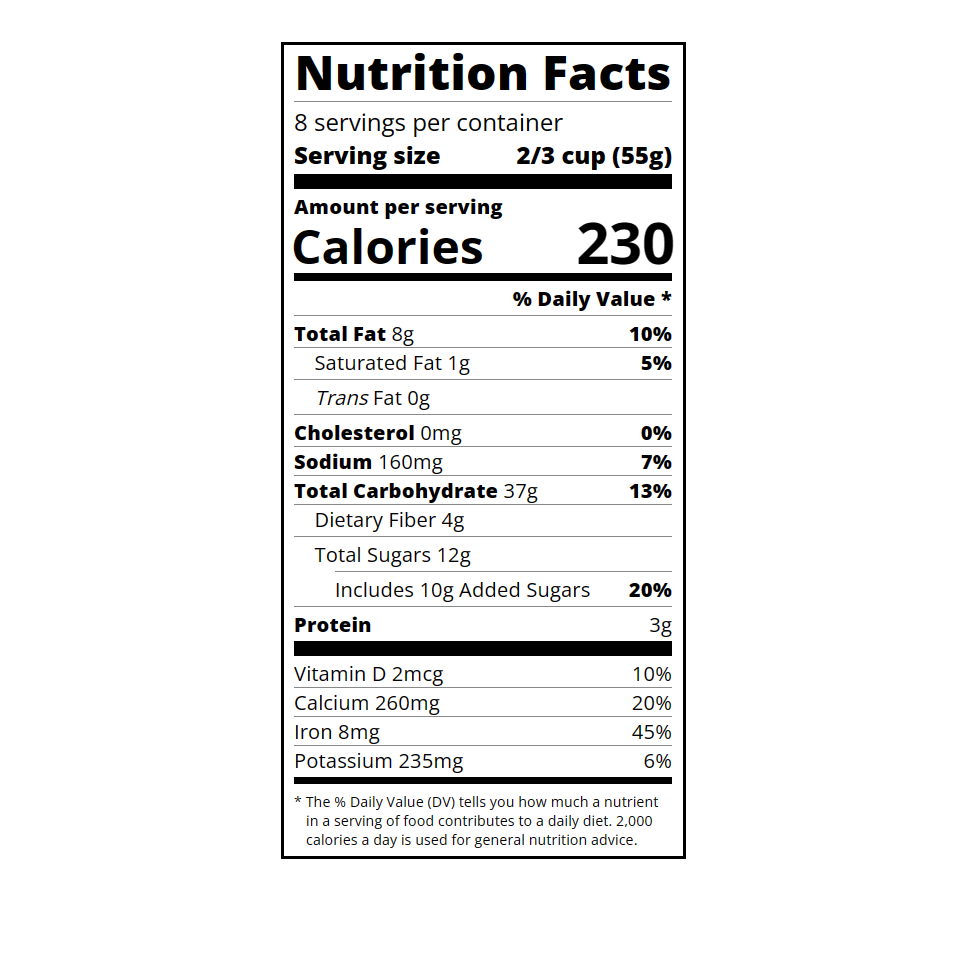 Nutrition Facts
8 servings per container
Serving size 2/3 cup (55g)
Amount per serving
Calories 230
% Daily Value *
Total Fat 8g 10%
Saturated Fat 1g 5%
Trans Fat 0g
Cholesterol 0mg 0%
Sodium 160mg 7%
Total Carbohydrate 37g 13%
Dietary Fiber 4g
Total Sugars 12g
Includes 10g Added Sugars 20%
Protein 3g
Vitamin D 2mcg 10%
Calcium 260mg 20%
Iron 8mg 45%
Potassium 235mg 6%
* The % Daily Value (DV) tells you how much a nutrient
in a serving of food contributes to a daily diet. 2,000
calories a day is used for general nutrition advice.